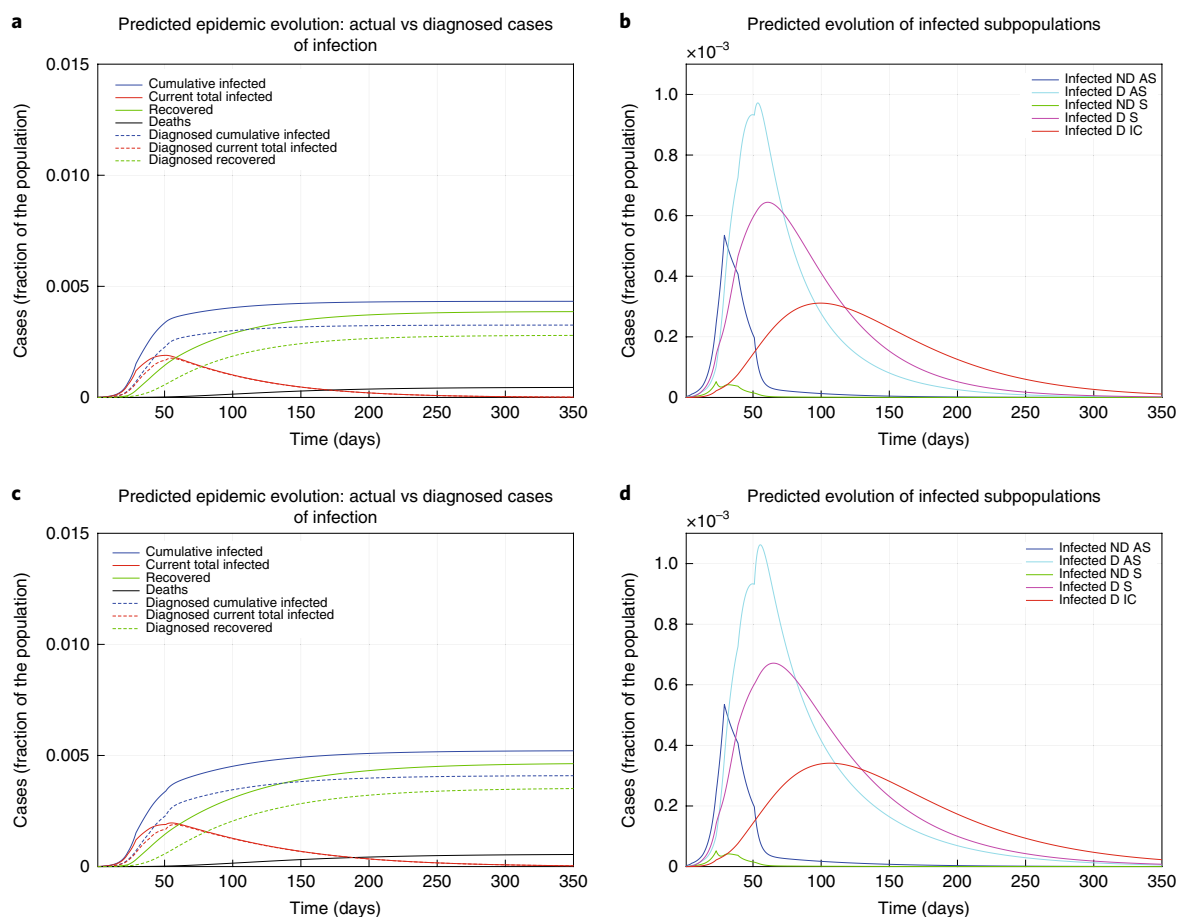 a
Predicted epidemic evolution: actual vs diagnosed cases
of infection
0.015
0.010
0.005
0
Cases (fraction of the population)
Cumulative infected
Current total infected
Recovered
Deaths
Diagnosed cumulative infected
Diagnosed current total infected
Diagnosed recovered
50 100 150 200 250 300 350
Time (days)
b
Predicted evolution of infected subpopulations
×10⁻³
1.0
0.8
0.6
0.4
0.2
0
Cases (fraction of the population)
Infected ND AS
Infected D AS
Infected ND S
Infected D S
Infected D IC
50 100 150 200 250 300 350
Time (days)
c
Predicted epidemic evolution: actual vs diagnosed cases
of infection
0.015
0.010
0.005
0
Cases (fraction of the population)
Cumulative infected
Current total infected
Recovered
Deaths
Diagnosed cumulative infected
Diagnosed current total infected
Diagnosed recovered
50 100 150 200 250 300 350
Time (days)
d
Predicted evolution of infected subpopulations
×10⁻³
1.0
0.8
0.6
0.4
0.2
0
Cases (fraction of the population)
Infected ND AS
Infected D AS
Infected ND S
Infected D S
Infected D IC
50 100 150 200 250 300 350
Time (days)